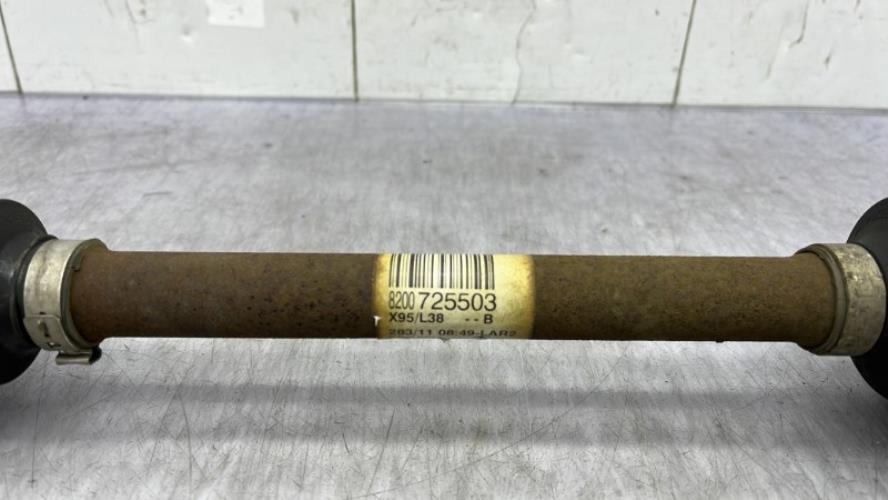 8200 725503
X95/L38 -- B
283/11 08:49-LAR2